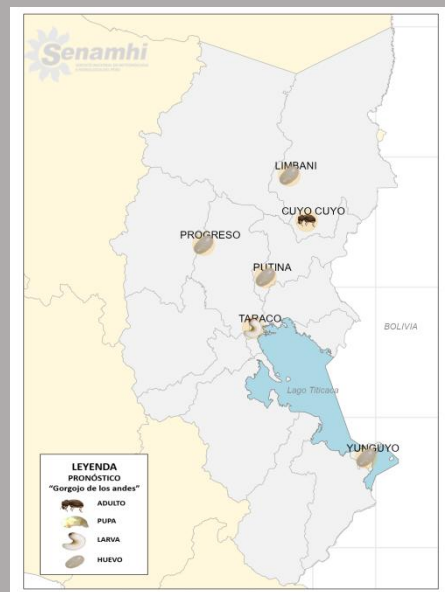 Senamhi
LIMBANI
CUYO CUYO
PROGRESO
PUTINA
TARACO
BOLIVIA
Lago Titicaca
YUNGUYO
LEYENDA
PRONÓSTICO
"Gorgojo de los andes"
ADULTO
PUPA
LARVA
HUEVO